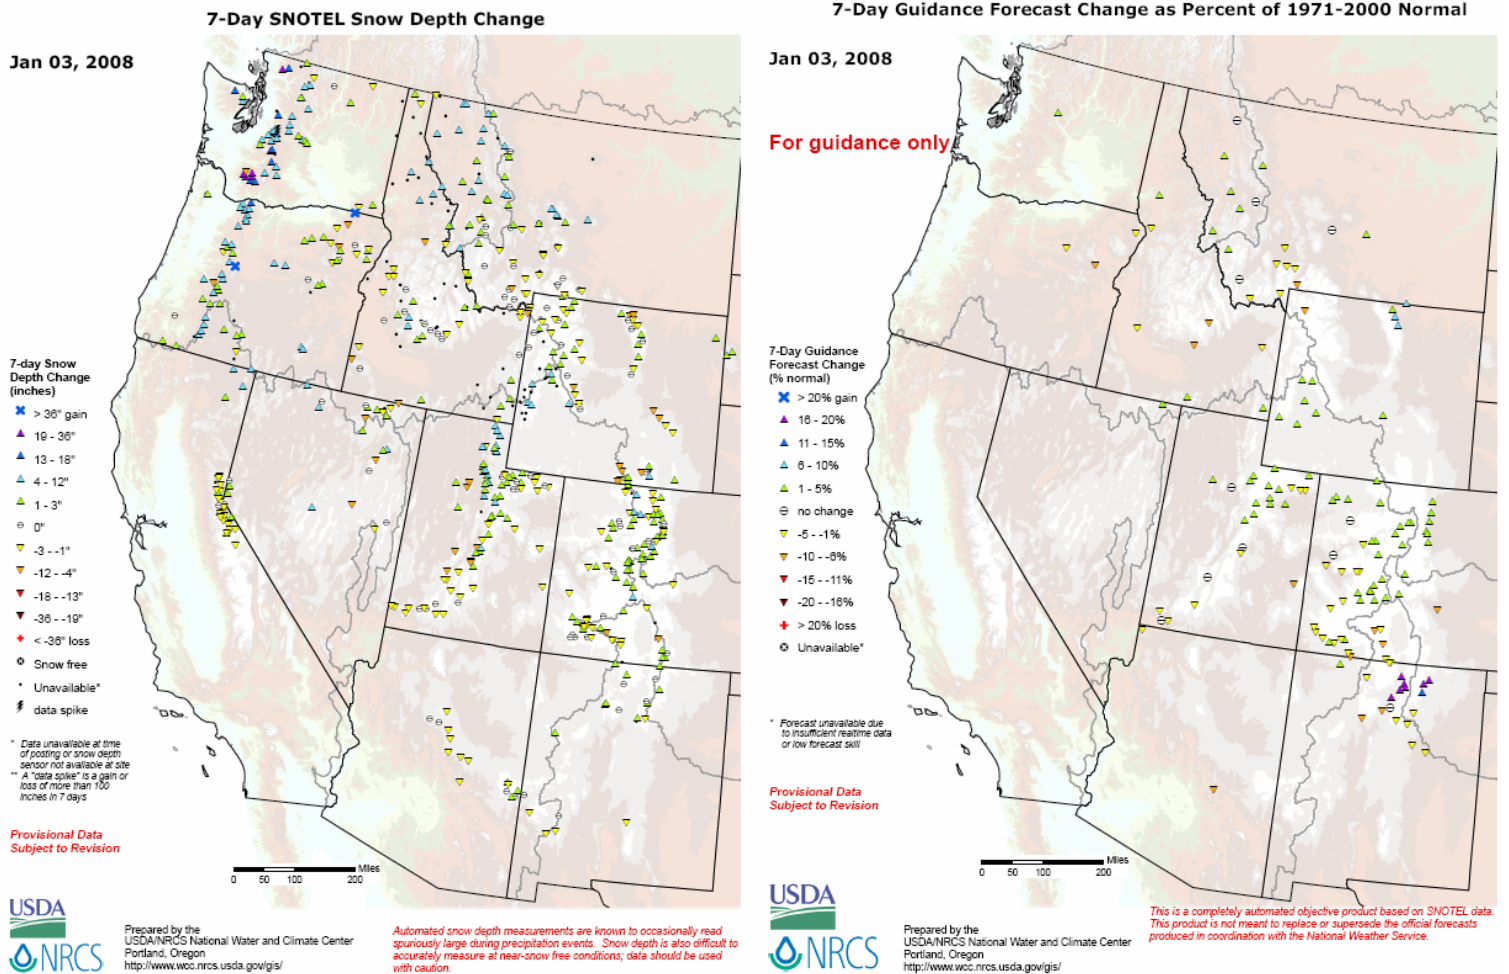 7-Day SNOTEL Snow Depth Change
Jan 03, 2008
7-day Snow
Depth Change
(inches)
> 36" gain
19 - 36"
13 - 18"
4 - 12"
1 - 3"
0"
-3 - -1"
-12 - -4"
-18 - -13"
-36 - -19"
< -36" loss
Snow free
Unavailable*
data spike
* Data unavailable at time
of posting or snow depth
sensor not available at site
** A "data spike" is a gain or
loss of more than 100
inches in 7 days
Provisional Data
Subject to Revision
Miles
0 50 100 200
USDA
NRCS
Prepared by the
USDA/NRCS National Water and Climate Center
Portland, Oregon
http://www.wcc.nrcs.usda.gov/gis/
Automated snow depth measurements are known to occasionally read
spuriously large during precipitation events. Snow depth is also difficult to
accurately measure at near-snow free conditions; data should be used
with caution.
7-Day Guidance Forecast Change as Percent of 1971-2000 Normal
Jan 03, 2008
For guidance only
7-Day Guidance
Forecast Change
(% normal)
> 20% gain
16 - 20%
11 - 15%
6 - 10%
1 - 5%
no change
-5 - -1%
-10 - -6%
-15 - -11%
-20 - -16%
> 20% loss
Unavailable*
* Forecast unavailable due
to insufficient realtime data
or low forecast skill
Provisional Data
Subject to Revision
Miles
0 50 100 200
USDA
NRCS
Prepared by the
USDA/NRCS National Water and Climate Center
Portland, Oregon
http://www.wcc.nrcs.usda.gov/gis/
This is a completely automated objective product based on SNOTEL data.
This product is not meant to replace or supersede the official forecasts
produced in coordination with the National Weather Service.